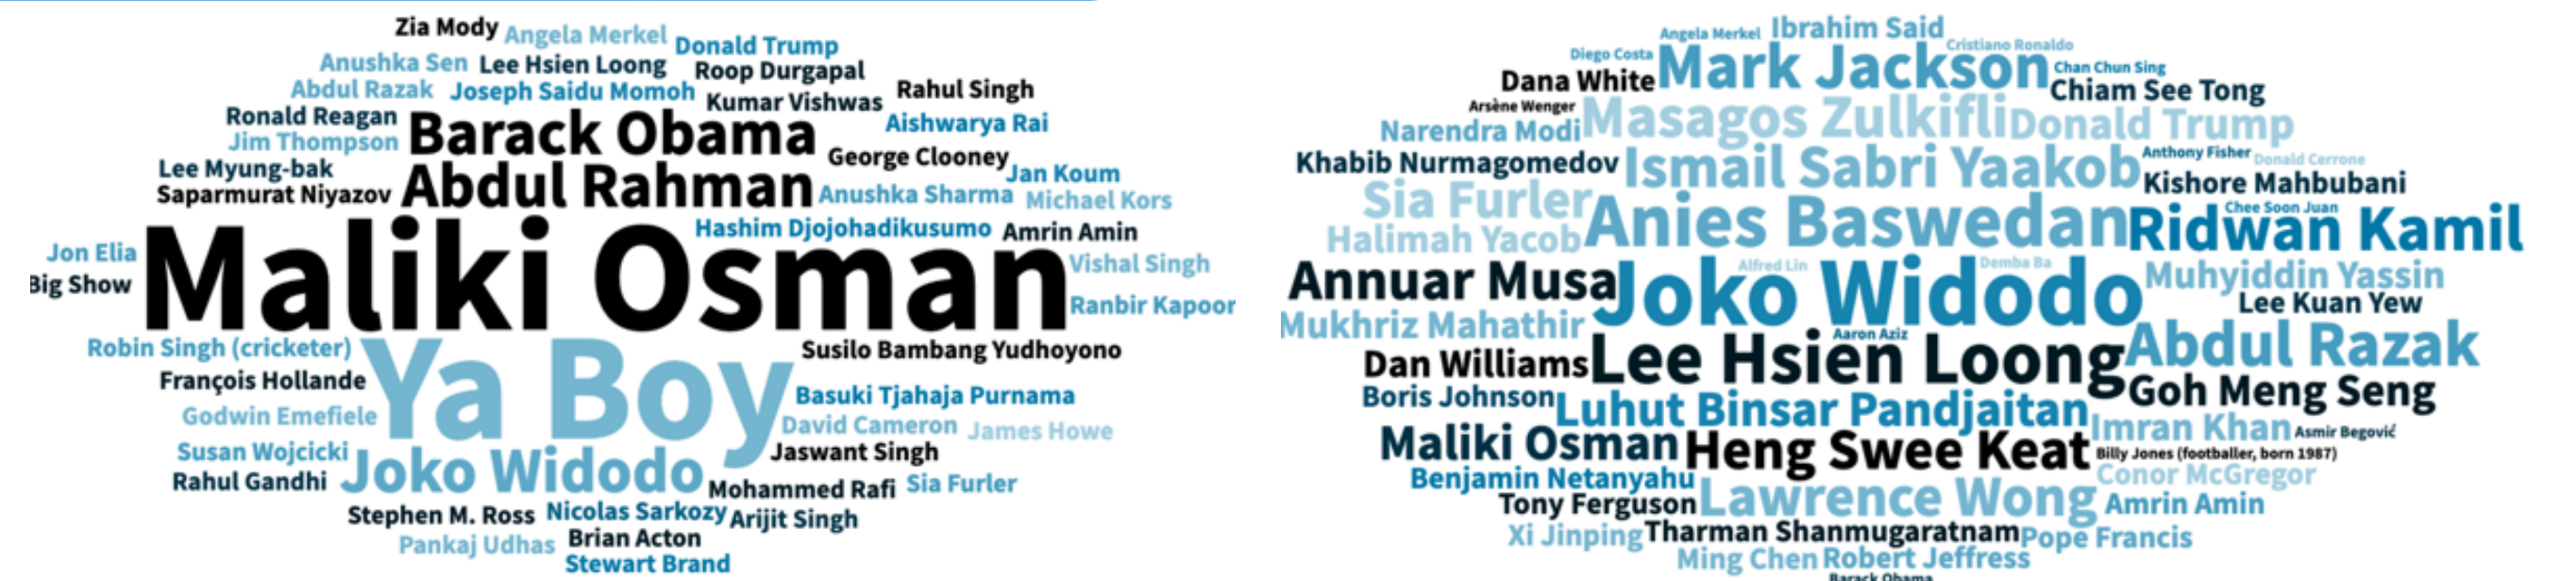 Zia Mody
Angela Merkel
Donald Trump
Anushka Sen
Lee Hsien Loong
Roop Durgapal
Abdul Razak
Joseph Saidu Momoh
Kumar Vishwas
Rahul Singh
Ronald Reagan
Barack Obama
Aishwarya Rai
Jim Thompson
George Clooney
Lee Myung-bak
Jan Koum
Saparmurat Niyazov
Abdul Rahman
Anushka Sharma
Michael Kors
Hashim Djojohadikusumo
Amrin Amin
Jon Elia
Maliki Osman
Vishal Singh
Big Show
Ranbir Kapoor
Robin Singh (cricketer)
Ya Boy
Susilo Bambang Yudhoyono
François Hollande
Basuki Tjahaja Purnama
Godwin Emefiele
David Cameron
James Howe
Susan Wojcicki
Jaswant Singh
Rahul Gandhi
Joko Widodo
Mohammed Rafi
Sia Furler
Stephen M. Ross
Nicolas Sarkozy
Arijit Singh
Pankaj Udhas
Brian Acton
Stewart Brand
Angela Merkel
Ibrahim Said
Diego Costa
Mark Jackson
Cristiano Ronaldo
Dana White
Chan Chun Sing
Chiam See Tong
Arsène Wenger
Masagos Zulkifli
Donald Trump
Narendra Modi
Khabib Nurmagomedov
Ismail Sabri Yaakob
Anthony Fisher
Donald Cerrone
Kishore Mahbubani
Sia Furler
Anies Baswedan
Chee Soon Juan
Ridwan Kamil
Halimah Yacob
Annuar Musa
Alfred Lin
Demba Ba
Joko Widodo
Muhyiddin Yassin
Lee Kuan Yew
Mukhriz Mahathir
Aaron Aziz
Abdul Razak
Dan Williams
Lee Hsien Loong
Goh Meng Seng
Boris Johnson
Luhut Binsar Pandjaitan
Imran Khan
Asmir Begović
Maliki Osman
Heng Swee Keat
Billy Jones (footballer, born 1987)
Benjamin Netanyahu
Conor McGregor
Tony Ferguson
Lawrence Wong
Amrin Amin
Xi Jinping
Tharman Shanmugaratnam
Pope Francis
Ming Chen
Robert Jeffress
Barack Obama